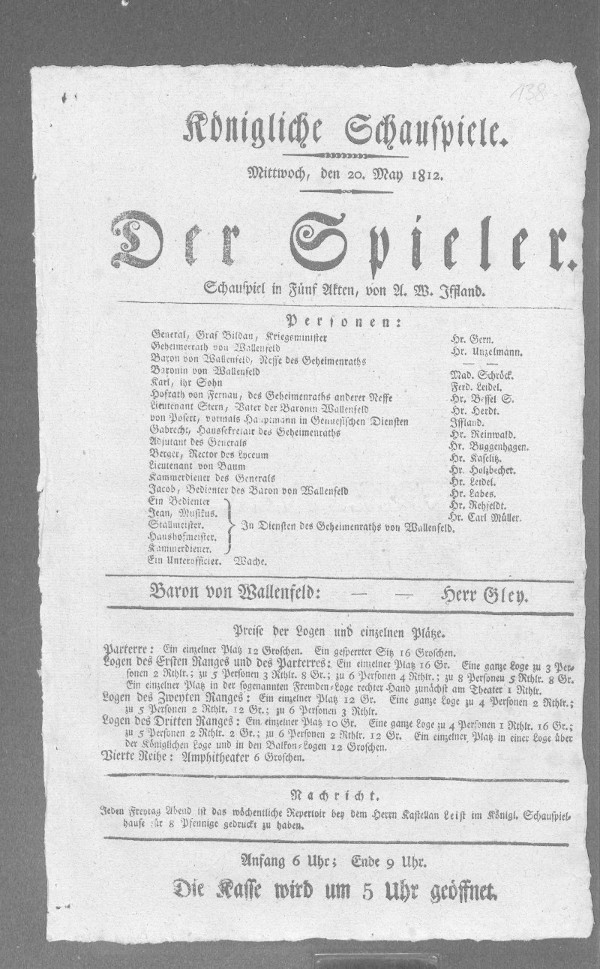 138
Königliche Schauspiele.
Mittwoch, den 20. May 1812.
Der Spieler.
Schauspiel in Fünf Akten, von A. W. Iffland.
Personen:
General, Graf Bildau, Kriegsminister Hr. Gern.
Geheimerrath von Wallenfeld Hr. Unzelmann.
Baron von Wallenfeld, Neffe des Geheimenraths — —
Baronin von Wallenfeld Mad. Schröck.
Karl, ihr Sohn Ferd. Leidel.
Hofrath von Fernau, des Geheimenraths anderer Neffe Hr. Bessel S.
Lieutenant Stern, Vater der Baronin Wallenfeld Hr. Herdt.
von Posert, vormals Hauptmann in Genuesischen Diensten Iffland.
Gabrecht, Haussekretair des Geheimenraths Hr. Reinwald.
Adjutant des Generals Hr. Buggenhagen.
Berger, Rector des Lyceum Hr. Kaselitz.
Lieutenant von Baum Hr. Holzbecher.
Kammerdiener des Generals Hr. Leidel.
Jacob, Bedienter des Baron von Wallenfeld Hr. Labes.
Ein Bedienter Hr. Rehfeldt.
Jean, Musikus. Hr. Carl Müller.
Stallmeister. In Diensten des Geheimenraths von Wallenfeld.
Haushofmeister.
Kammerdiener.
Ein Unterofficier. Wache.
Baron von Wallenfeld: — — Herr Gley.
Preise der Logen und einzelnen Plätze.
Parterre: Ein einzelner Platz 12 Groschen. Ein gesperrter Sitz 16 Groschen.
Logen des Ersten Ranges und des Parterres: Ein einzelner Platz 16 Gr. Eine ganze Loge zu 3 Per-
sonen 2 Rthlr.; zu 5 Personen 3 Rthlr. 8 Gr.; zu 6 Personen 4 Rthlr.; zu 8 Personen 5 Rthlr. 8 Gr.
Ein einzelner Platz in der sogenannten Fremden-Loge rechter Hand zunächst am Theater 1 Rthlr.
Logen des Zweyten Ranges: Ein einzelner Platz 12 Gr. Eine ganze Loge zu 4 Personen 2 Rthlr.;
zu 5 Personen 2 Rthlr. 12 Gr.; zu 6 Personen 3 Rthlr.
Logen des Dritten Ranges: Ein einzelner Platz 10 Gr. Eine ganze Loge zu 4 Personen 1 Rthlr. 16 Gr.;
zu 5 Personen 2 Rthlr. 2 Gr.; zu 6 Personen 2 Rthlr. 12 Gr. Ein einzelner Platz in einer Loge über
der Königlichen Loge und in den Balkon-Logen 12 Groschen.
Vierte Reihe: Amphitheater 6 Groschen.
Nachricht.
Jeden Freytag Abend ist das wöchentliche Repertoir bey dem Herrn Kastellan Leist im Königl. Schauspiel-
hause für 8 Pfennige gedruckt zu haben.
Anfang 6 Uhr; Ende 9 Uhr.
Die Kasse wird um 5 Uhr geöffnet.